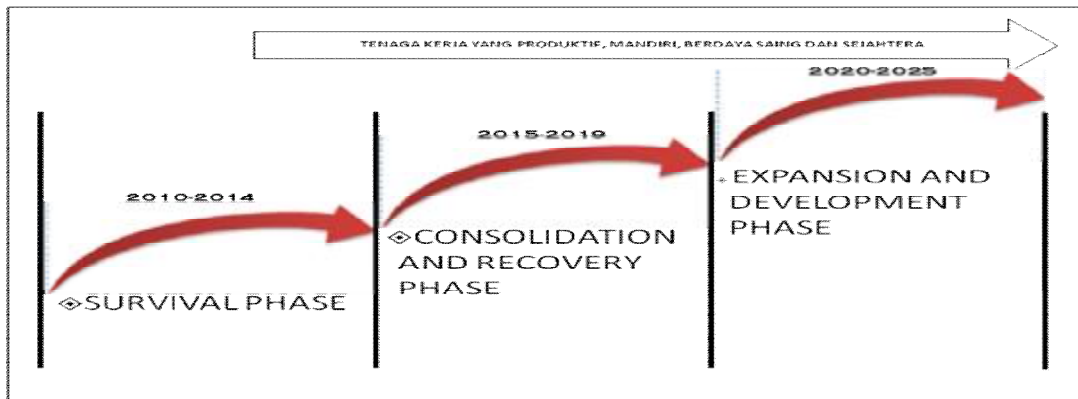 TENAGA KERJA YANG PRODUKTIF, MANDIRI, BERDAYA SAING DAN SEJAHTERA
2020-2025
2015-2019
EXPANSION AND
DEVELOPMENT
PHASE
2010-2014
CONSOLIDATION
AND RECOVERY
PHASE
SURVIVAL PHASE